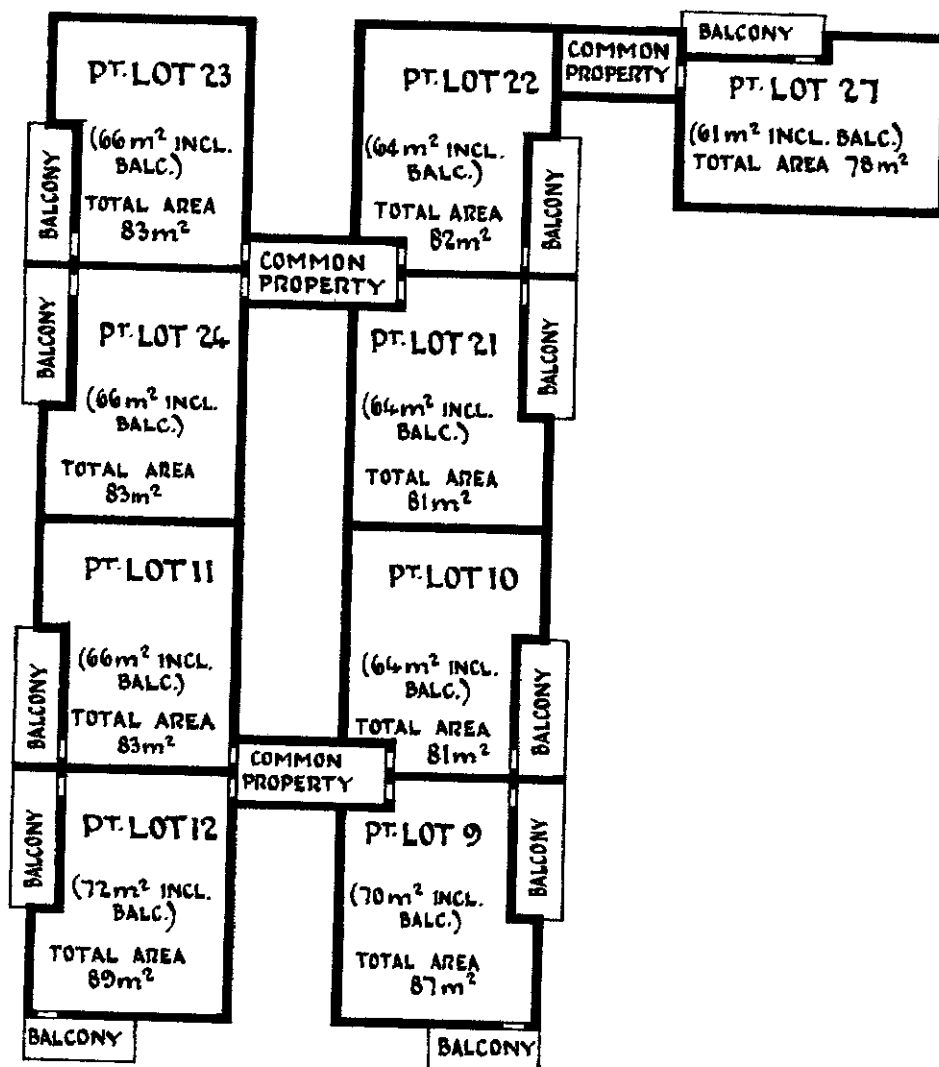 PT. LOT 23
(66m² INCL.
BALC.)
TOTAL AREA
83m²
BALCONY
PT. LOT 22
(64m² INCL.
BALC.)
TOTAL AREA
82m²
BALCONY
COMMON
PROPERTY
BALCONY
PT. LOT 27
(61m² INCL. BALC.)
TOTAL AREA 78m²
COMMON
PROPERTY
BALCONY
PT. LOT 24
(66m² INCL.
BALC.)
TOTAL AREA
83m²
PT. LOT 21
(64m² INCL.
BALC.)
TOTAL AREA
81m²
BALCONY
PT. LOT 11
(66m² INCL.
BALC.)
TOTAL AREA
83m²
BALCONY
PT. LOT 10
(64m² INCL.
BALC.)
TOTAL AREA
81m²
BALCONY
COMMON
PROPERTY
BALCONY
PT. LOT 12
(72m² INCL.
BALC.)
TOTAL AREA
89m²
BALCONY
PT. LOT 9
(70m² INCL.
BALC.)
TOTAL AREA
87m²
BALCONY
BALCONY